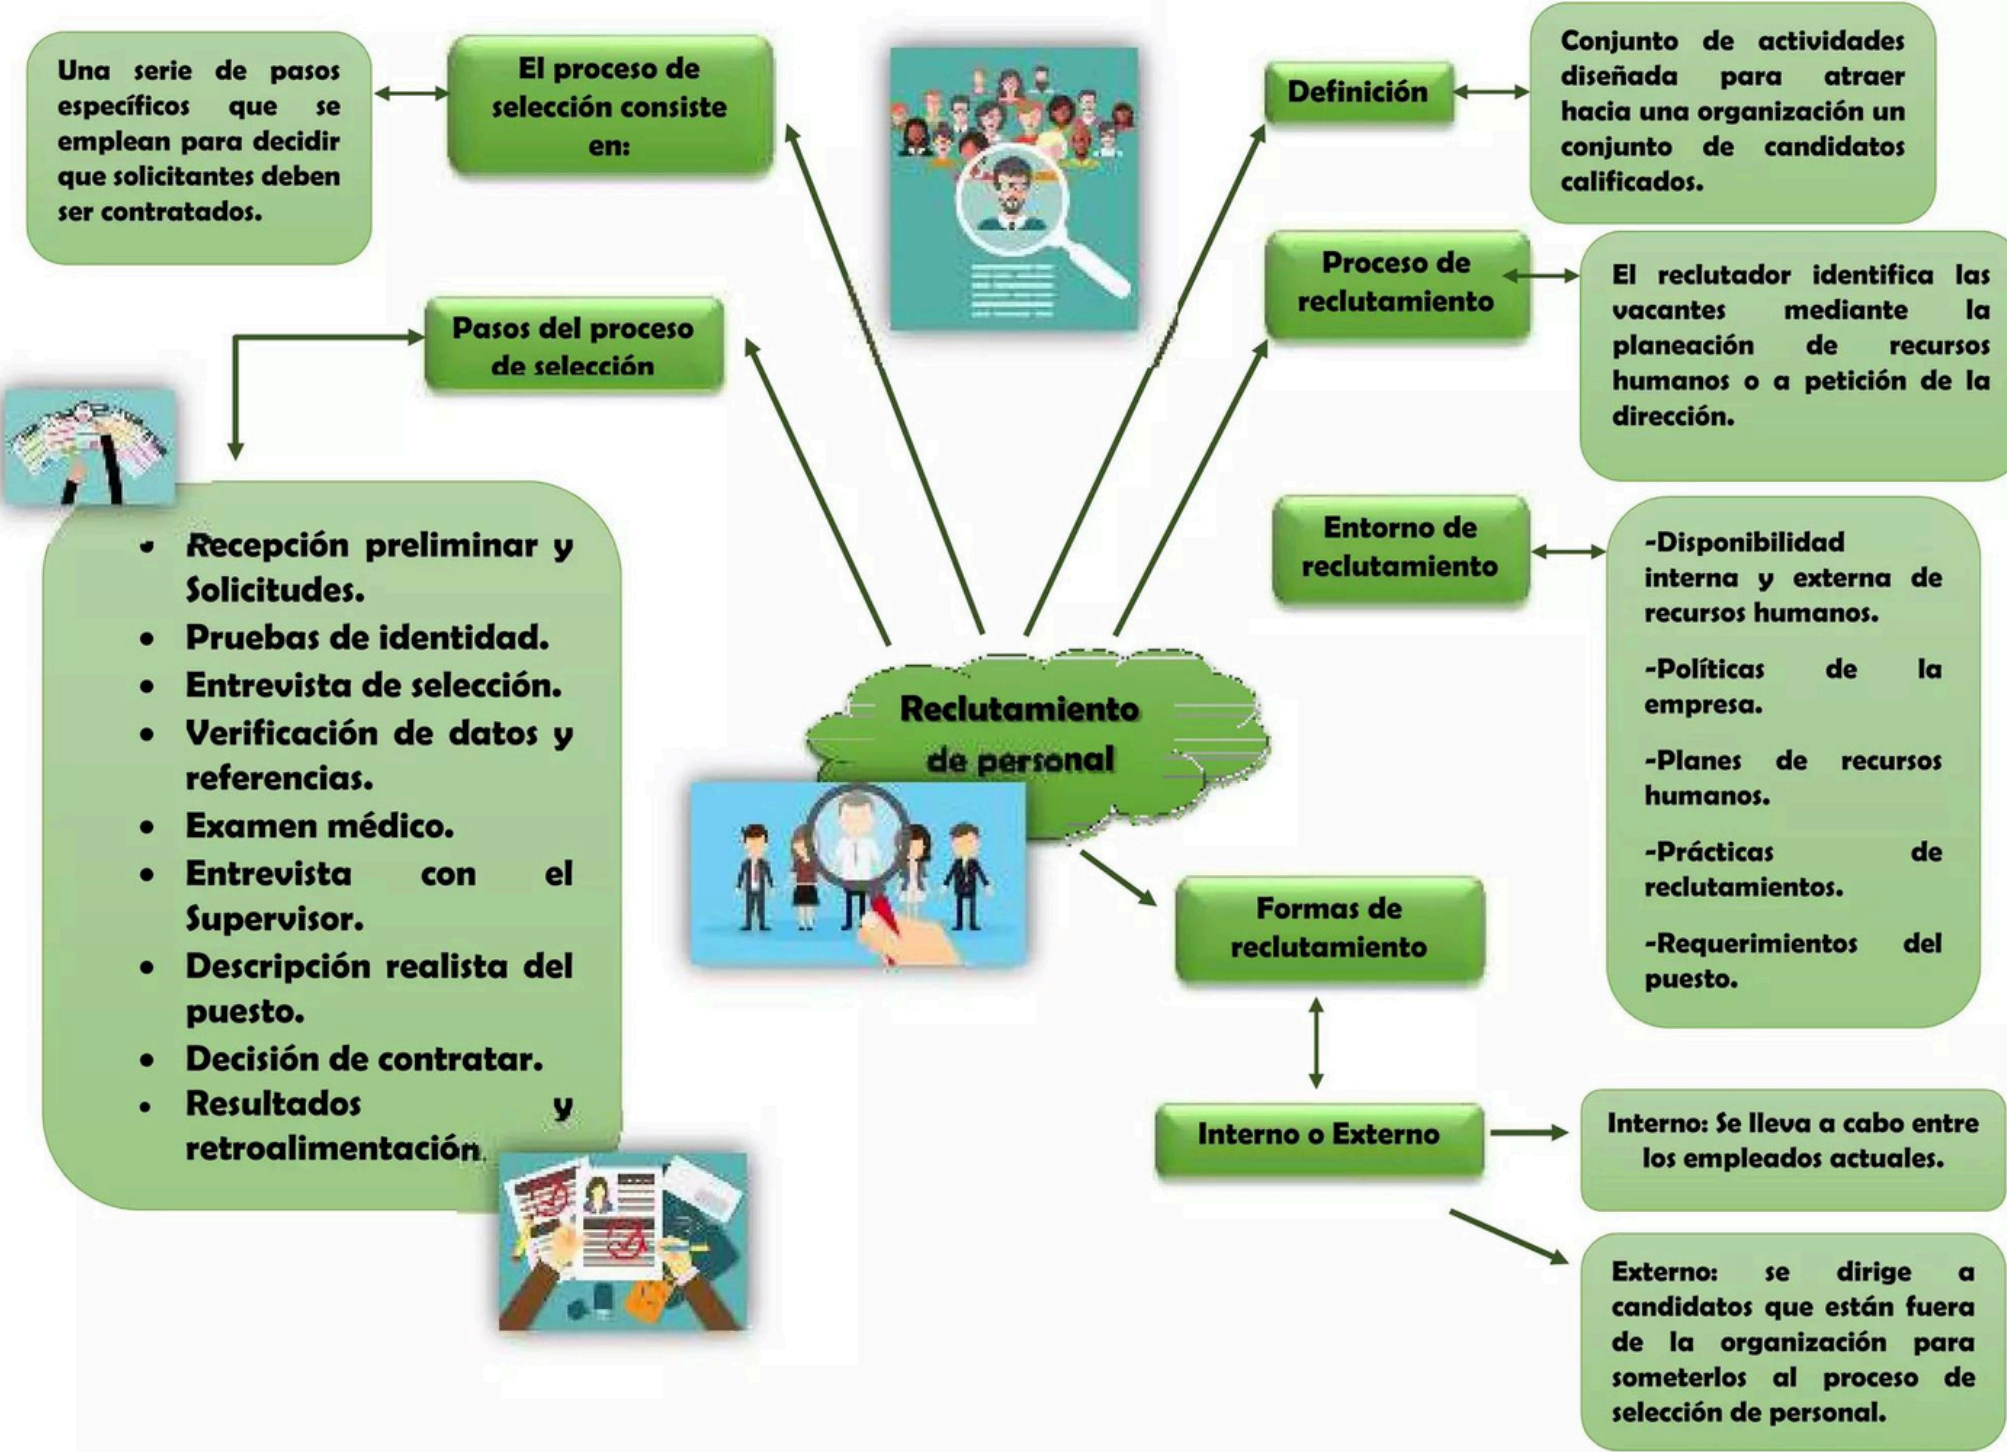 Una serie de pasos
específicos que se
emplean para decidir
que solicitantes deben
ser contratados.
El proceso de
selección consiste
en:
Definición
Conjunto de actividades
diseñada para atraer
hacia una organización un
conjunto de candidatos
calificados.
Proceso de
reclutamiento
El reclutador identifica las
vacantes mediante la
planeación de recursos
humanos o a petición de la
dirección.
Pasos del proceso
de selección
Recepción preliminar y
Solicitudes.
Pruebas de identidad.
Entrevista de selección.
Verificación de datos y
referencias.
Examen médico.
Entrevista con el
Supervisor.
Descripción realista del
puesto.
Decisión de contratar.
Resultados y
retroalimentación.
Entorno de
reclutamiento
-Disponibilidad
interna y externa de
recursos humanos.
-Políticas de la
empresa.
-Planes de recursos
humanos.
-Prácticas de
reclutamientos.
-Requerimientos del
puesto.
Reclutamiento
de personal
Formas de
reclutamiento
Interno o Externo
Interno: Se lleva a cabo entre
los empleados actuales.
Externo: se dirige a
candidatos que están fuera
de la organización para
someterlos al proceso de
selección de personal.